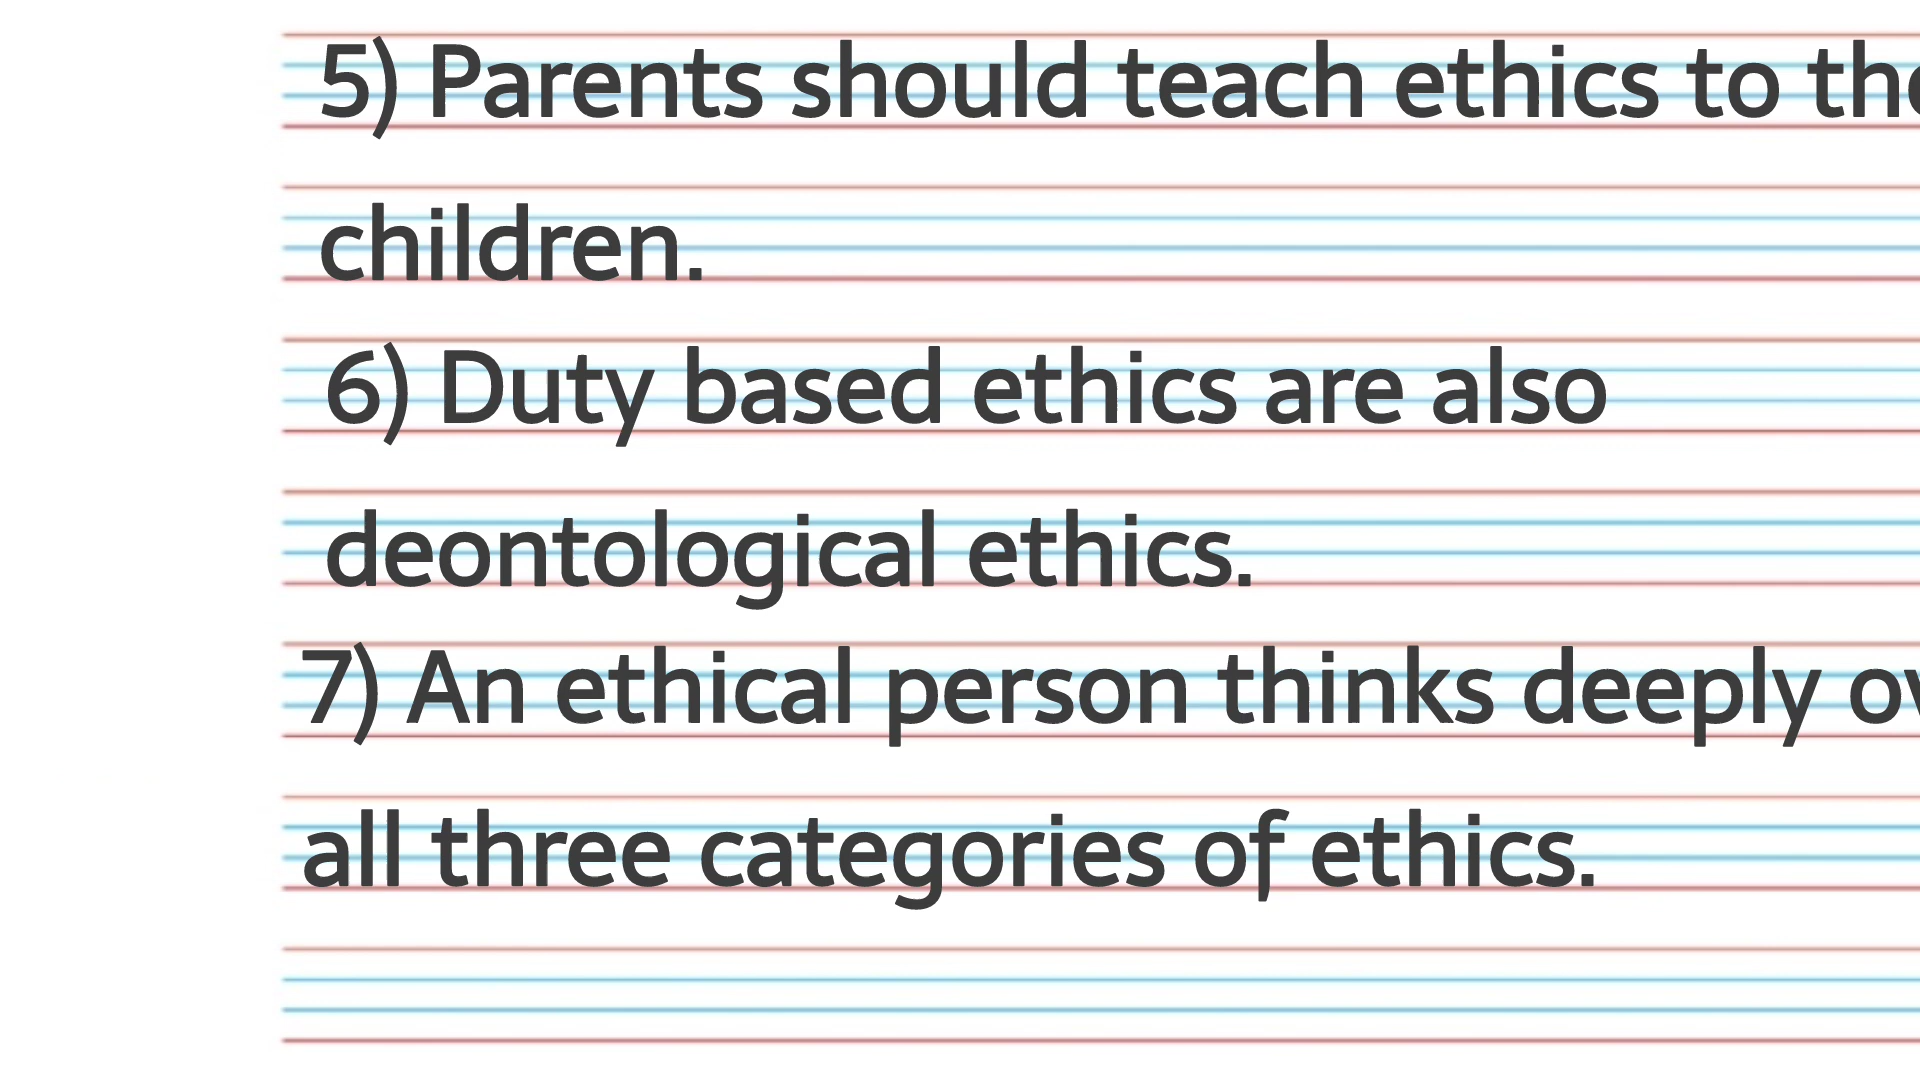 5) Parents should teach ethics to the
children.
6) Duty based ethics are also
deontological ethics.
7) An ethical person thinks deeply ov
all three categories of ethics.